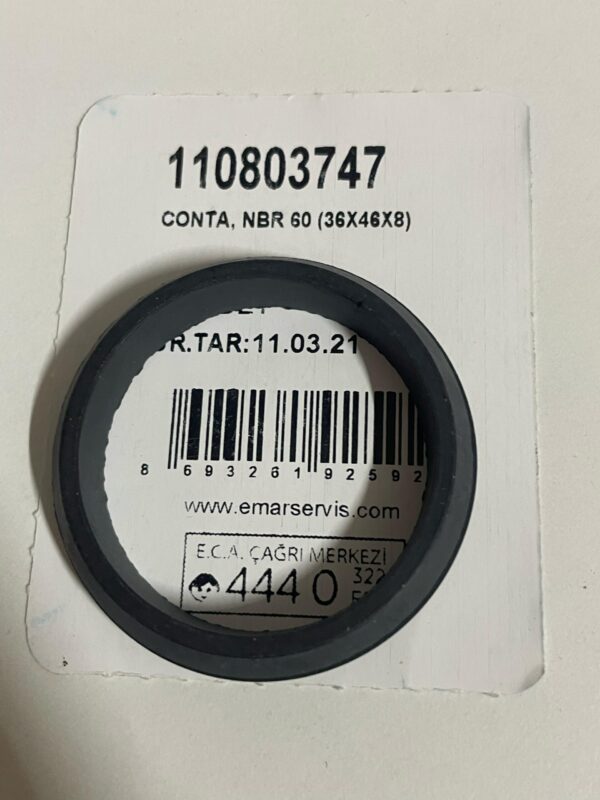 110803747
CONTA, NBR 60 (36X46X8)
R.TAR:11.03.21
8 693261 92592
www.emarservis.com
E.C.A. ÇAĞRI MERKEZİ
444 0 322